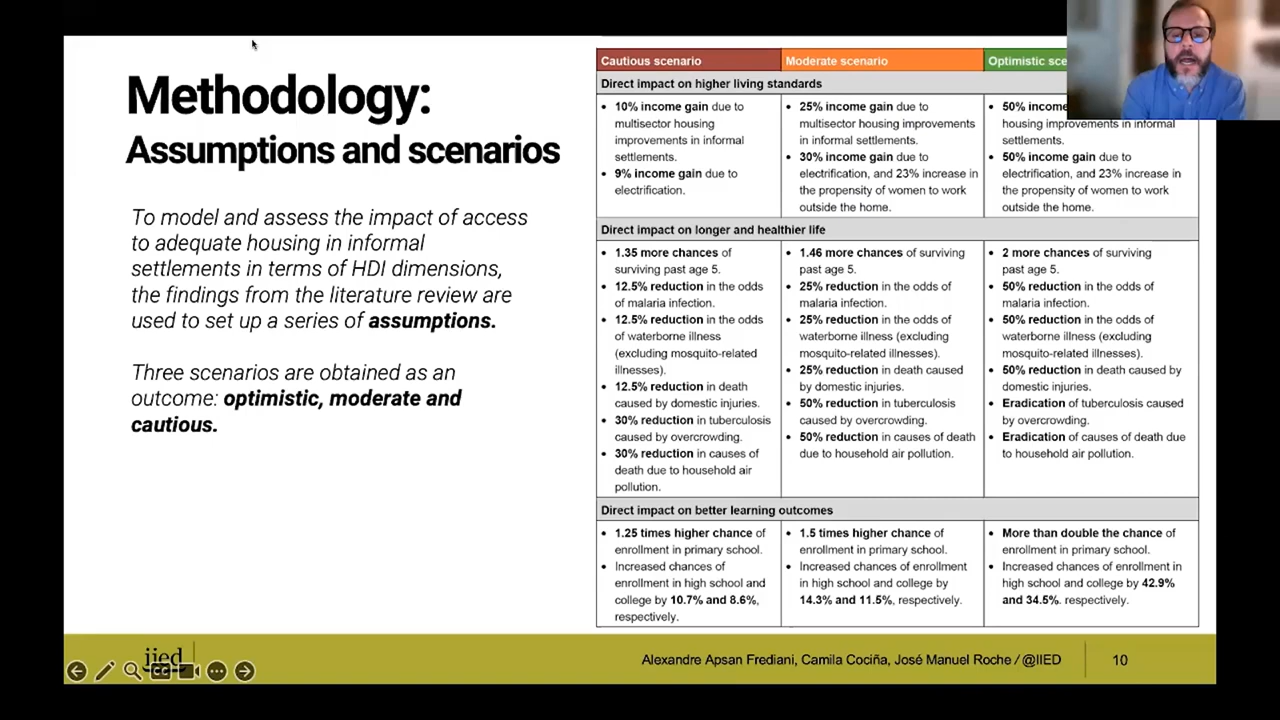 Methodology:
Assumptions and scenarios
To model and assess the impact of access
to adequate housing in informal
settlements in terms of HDI dimensions,
the findings from the literature review are
used to set up a series of assumptions.
Three scenarios are obtained as an
outcome: optimistic, moderate and
cautious.
Cautious scenario
Moderate scenario
Optimistic
Direct impact on higher living standards
• 10% income gain due to
multisector housing
improvements in informal
settlements.
• 9% income gain due to
electrification.
• 25% income gain due to
multisector housing improvements
in informal settlements.
• 30% income gain due to
electrification, and 23% increase in
the propensity of women to work
outside the home.
• 50%
housing improvements in informal
settlements.
• 50% income gain due to
electrification, and 23% increase in
the propensity of women to work
outside the home.
Direct impact on longer and healthier life
• 1.35 more chances of
surviving past age 5.
• 12.5% reduction in the odds
of malaria infection.
• 12.5% reduction in the odds
of waterborne illness
(excluding mosquito-related
illnesses).
• 12.5% reduction in death
caused by domestic injuries.
• 30% reduction in tuberculosis
caused by overcrowding.
• 30% reduction in causes of
death due to household air
pollution.
• 1.46 more chances of surviving
past age 5.
• 25% reduction in the odds of
malaria infection.
• 25% reduction in the odds of
waterborne illness (excluding
mosquito-related illnesses).
• 25% reduction in death caused
by domestic injuries.
• 50% reduction in tuberculosis
caused by overcrowding.
• 50% reduction in causes of death
due to household air pollution.
• 2 more chances of surviving
past age 5.
• 50% reduction in the odds of
malaria infection.
• 50% reduction in the odds of
waterborne illness (excluding
mosquito-related illnesses).
• 50% reduction in death caused by
domestic injuries.
• Eradication of tuberculosis caused
by overcrowding.
• Eradication of causes of death due
to household air pollution.
Direct impact on better learning outcomes
• 1.25 times higher chance of
enrollment in primary school.
• Increased chances of
enrollment in high school and
college by 10.7% and 8.6%,
respectively.
• 1.5 times higher chance of
enrollment in primary school.
• Increased chances of enrollment
in high school and college by
14.3% and 11.5%, respectively.
• More than double the chance of
enrollment in primary school.
• Increased chances of enrollment in
high school and college by 42.9%
and 34.5%. respectively.
iied
Alexandre Apsan Frediani, Camila Cociña, José Manuel Roche / @IIED
10